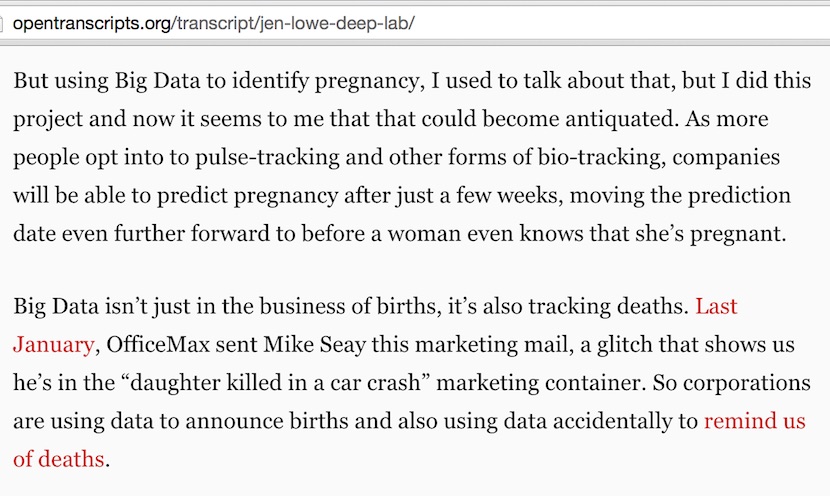 opentranscripts.org/transcript/jen-lowe-deep-lab/
But using Big Data to identify pregnancy, I used to talk about that, but I did this
project and now it seems to me that that could become antiquated. As more
people opt into to pulse-tracking and other forms of bio-tracking, companies
will be able to predict pregnancy after just a few weeks, moving the prediction
date even further forward to before a woman even knows that she’s pregnant.
Big Data isn’t just in the business of births, it’s also tracking deaths. Last
January, OfficeMax sent Mike Seay this marketing mail, a glitch that shows us
he’s in the “daughter killed in a car crash” marketing container. So corporations
are using data to announce births and also using data accidentally to remind us
of deaths.